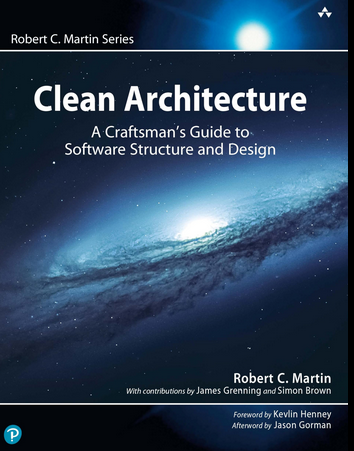 Robert C. Martin Series
Clean Architecture
A Craftsman's Guide to
Software Structure and Design
Robert C. Martin
With contributions by James Grenning and Simon Brown
Foreword by Kevlin Henney
Afterword by Jason Gorman